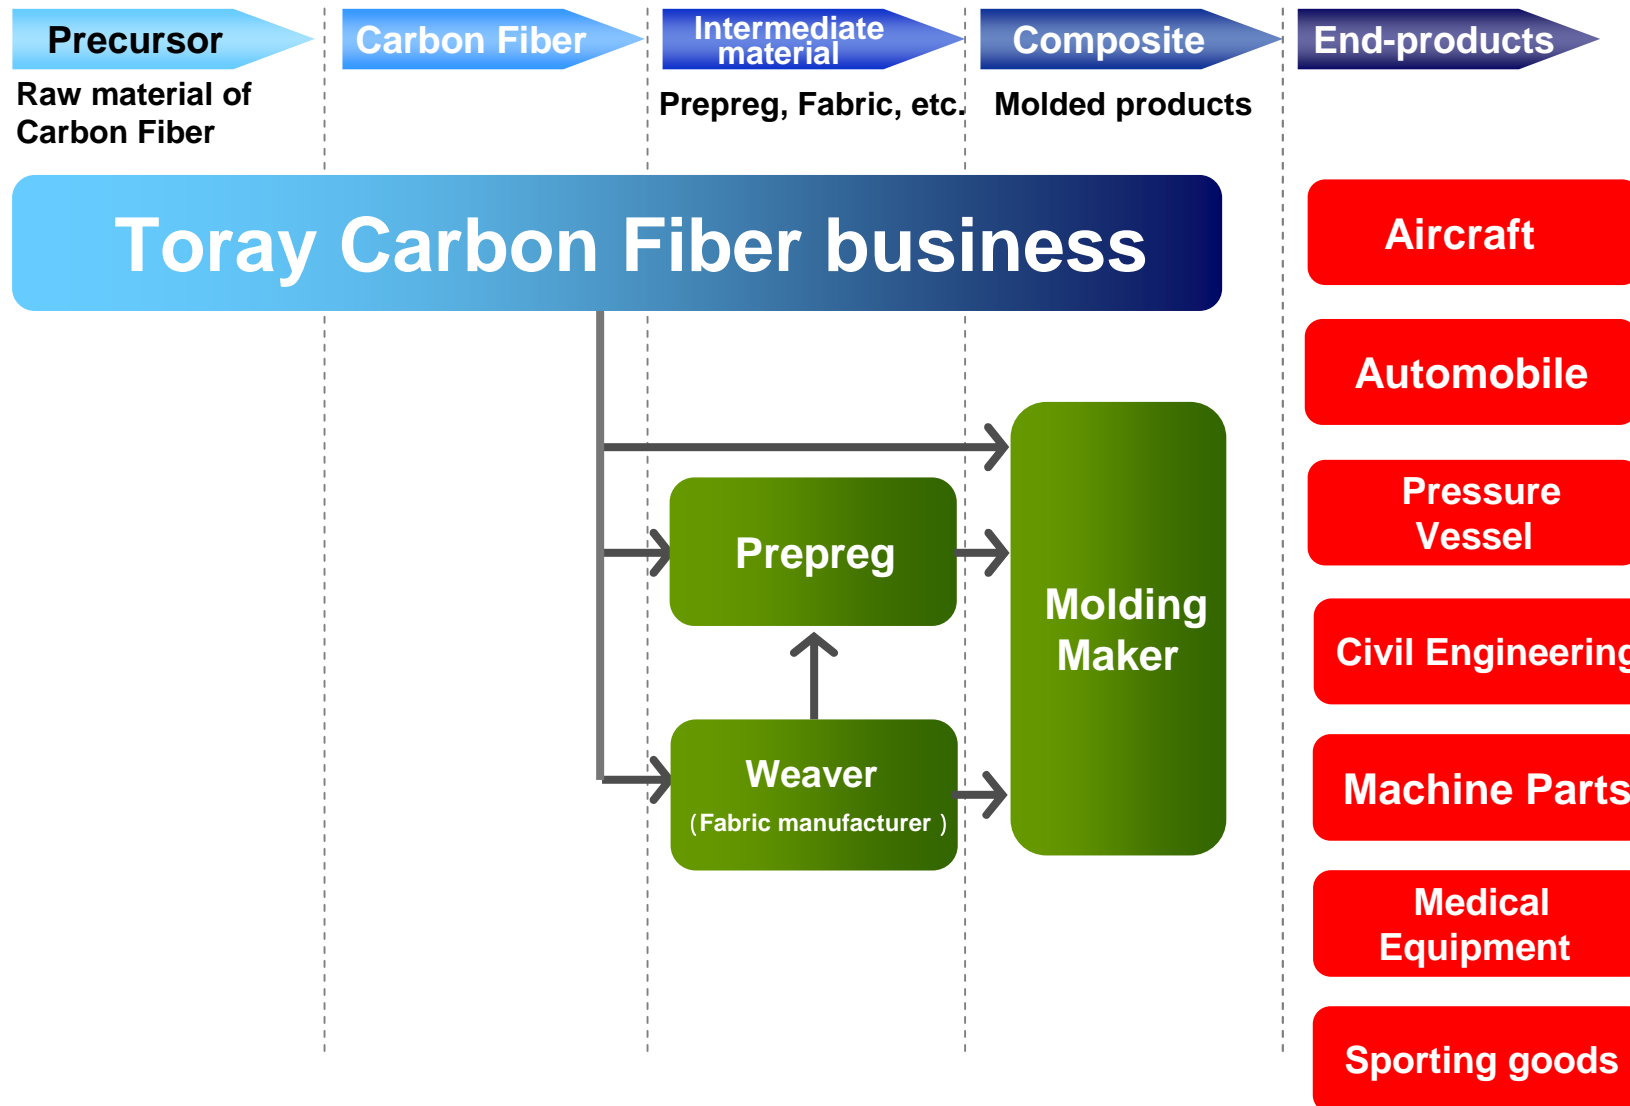 Precursor
Carbon Fiber
Intermediate
material
Composite
End-products
Raw material of
Carbon Fiber
Prepreg, Fabric, etc.
Molded products
Toray Carbon Fiber business
Aircraft
Automobile
Pressure
Vessel
Prepreg
Molding
Maker
Civil Engineering
Weaver
(Fabric manufacturer )
Machine Parts
Medical
Equipment
Sporting goods